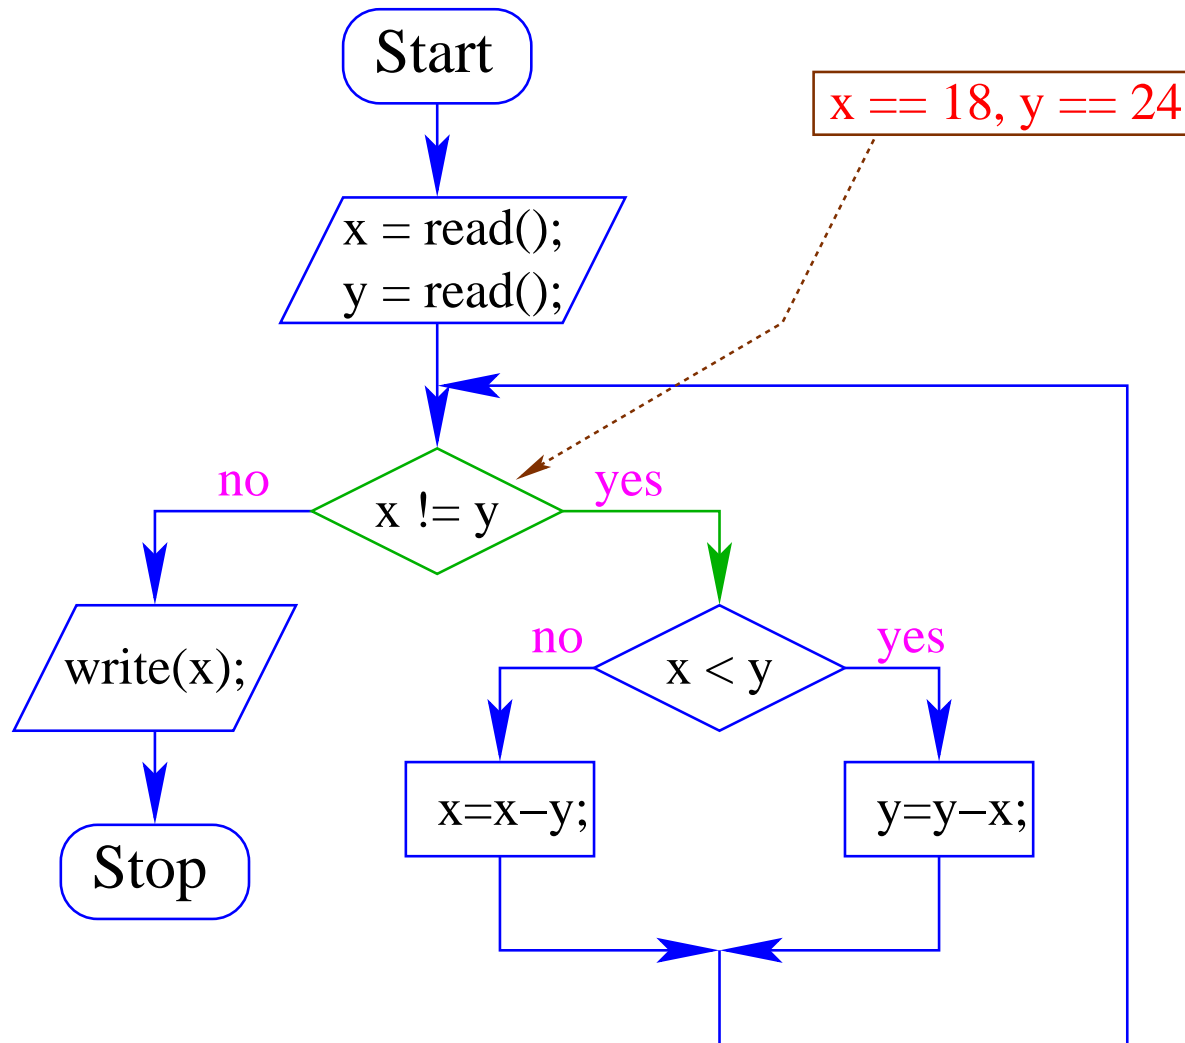 Start
x == 18, y == 24
x = read();
y = read();
no
yes
x != y
write(x);
no
yes
x < y
x=x−y;
y=y−x;
Stop